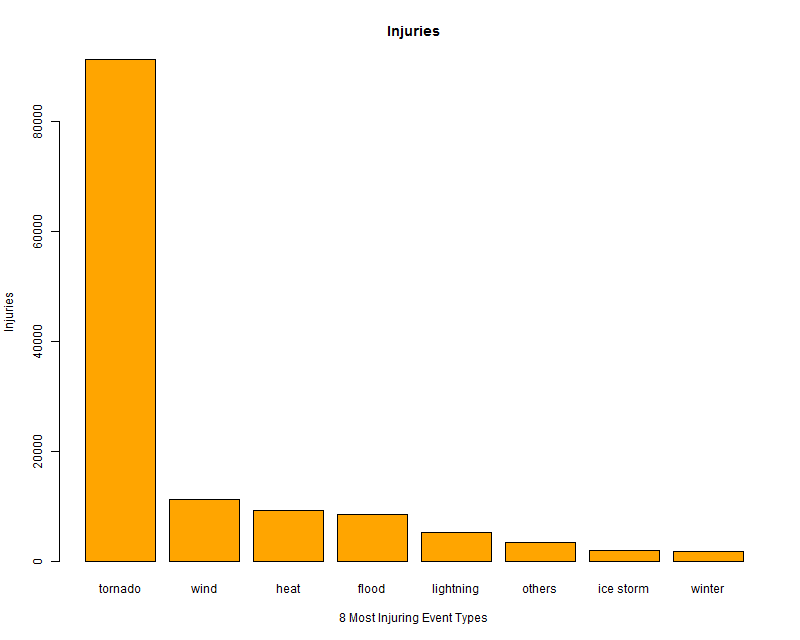 Injuries
Injuries
80000
60000
40000
20000
0
tornado wind heat flood lightning others ice storm winter
8 Most Injuring Event Types